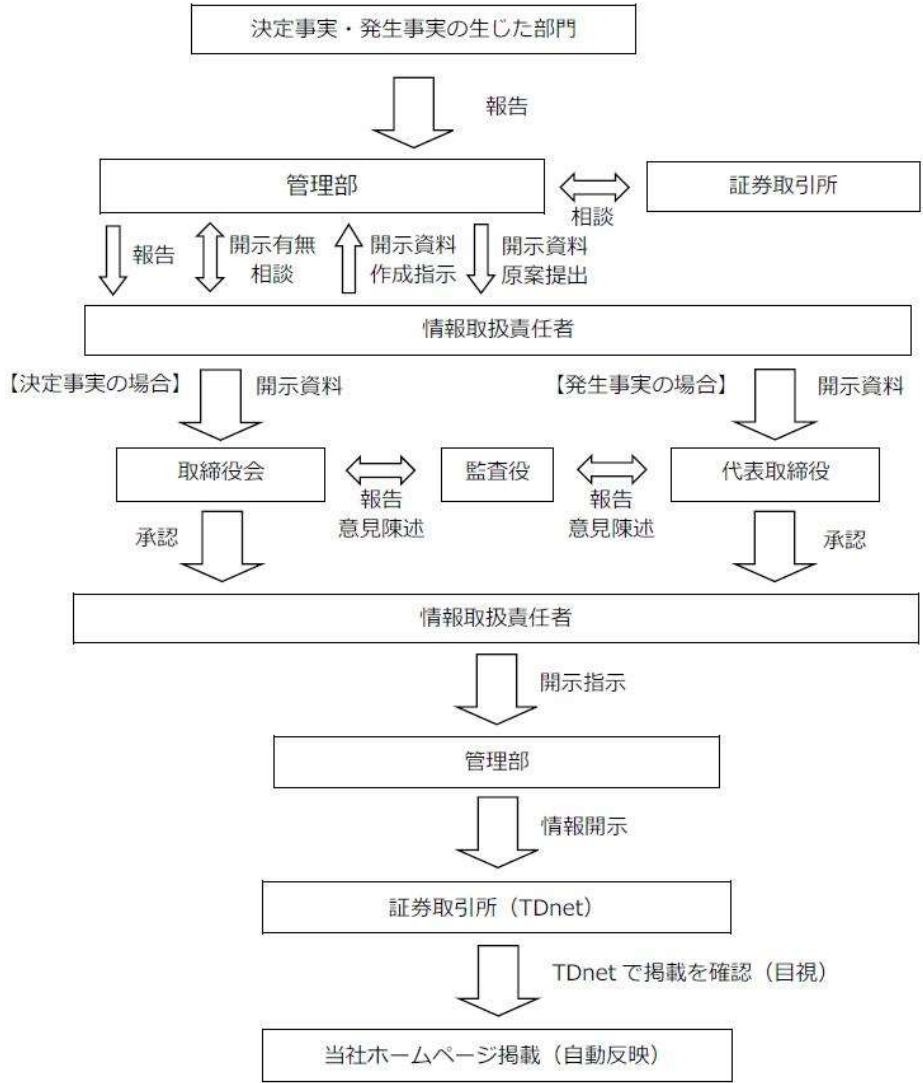 決定事実・発生事実の生じた部門
報告
管理部
証券取引所
相談
報告
開示有無
相談
開示資料
作成指示
開示資料
原案提出
情報取扱責任者
【決定事実の場合】
開示資料
【発生事実の場合】
開示資料
取締役会
監査役
代表取締役
報告
意見陳述
報告
意見陳述
承認
承認
情報取扱責任者
開示指示
管理部
情報開示
証券取引所（TDnet）
TDnet で掲載を確認（目視）
当社ホームページ掲載（自動反映）